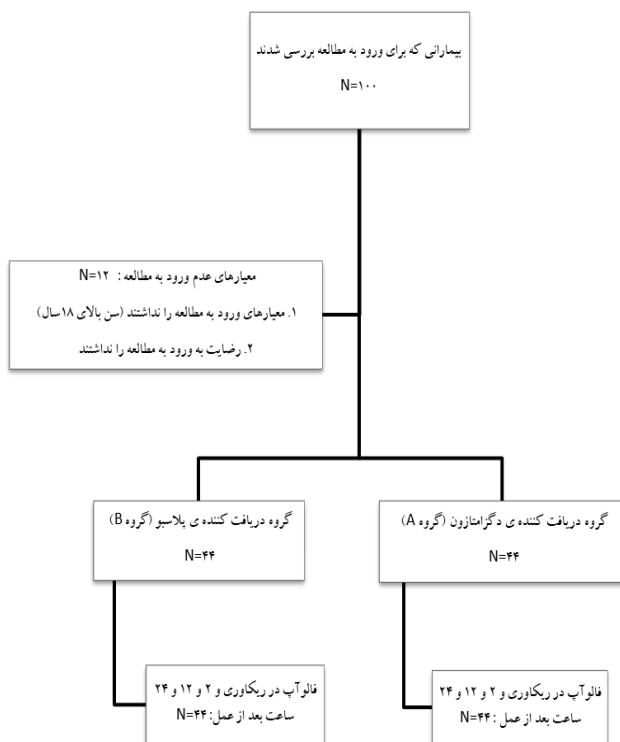 بیمارانی که برای ورود به مطالعه بررسی شدند
N=۱۰۰
معیارهای عدم ورود به مطالعه : N=۱۲
۱. معیارهای ورود به مطالعه را نداشتند (سن بالای ۱۸سال)
۲. رضایت به ورود به مطالعه را نداشتند
گروه دریافت کننده ی دگزامتازون (گروه A)
N=۴۴
گروه دریافت کننده ی پلاسبو (گروه B)
N=۴۴
فالوآپ در ریکاوری و ۲ و ۱۲ و ۲۴
ساعت بعد از عمل : N=۴۴
فالوآپ در ریکاوری و ۲ و ۱۲ و ۲۴
ساعت بعد از عمل: N=۴۴